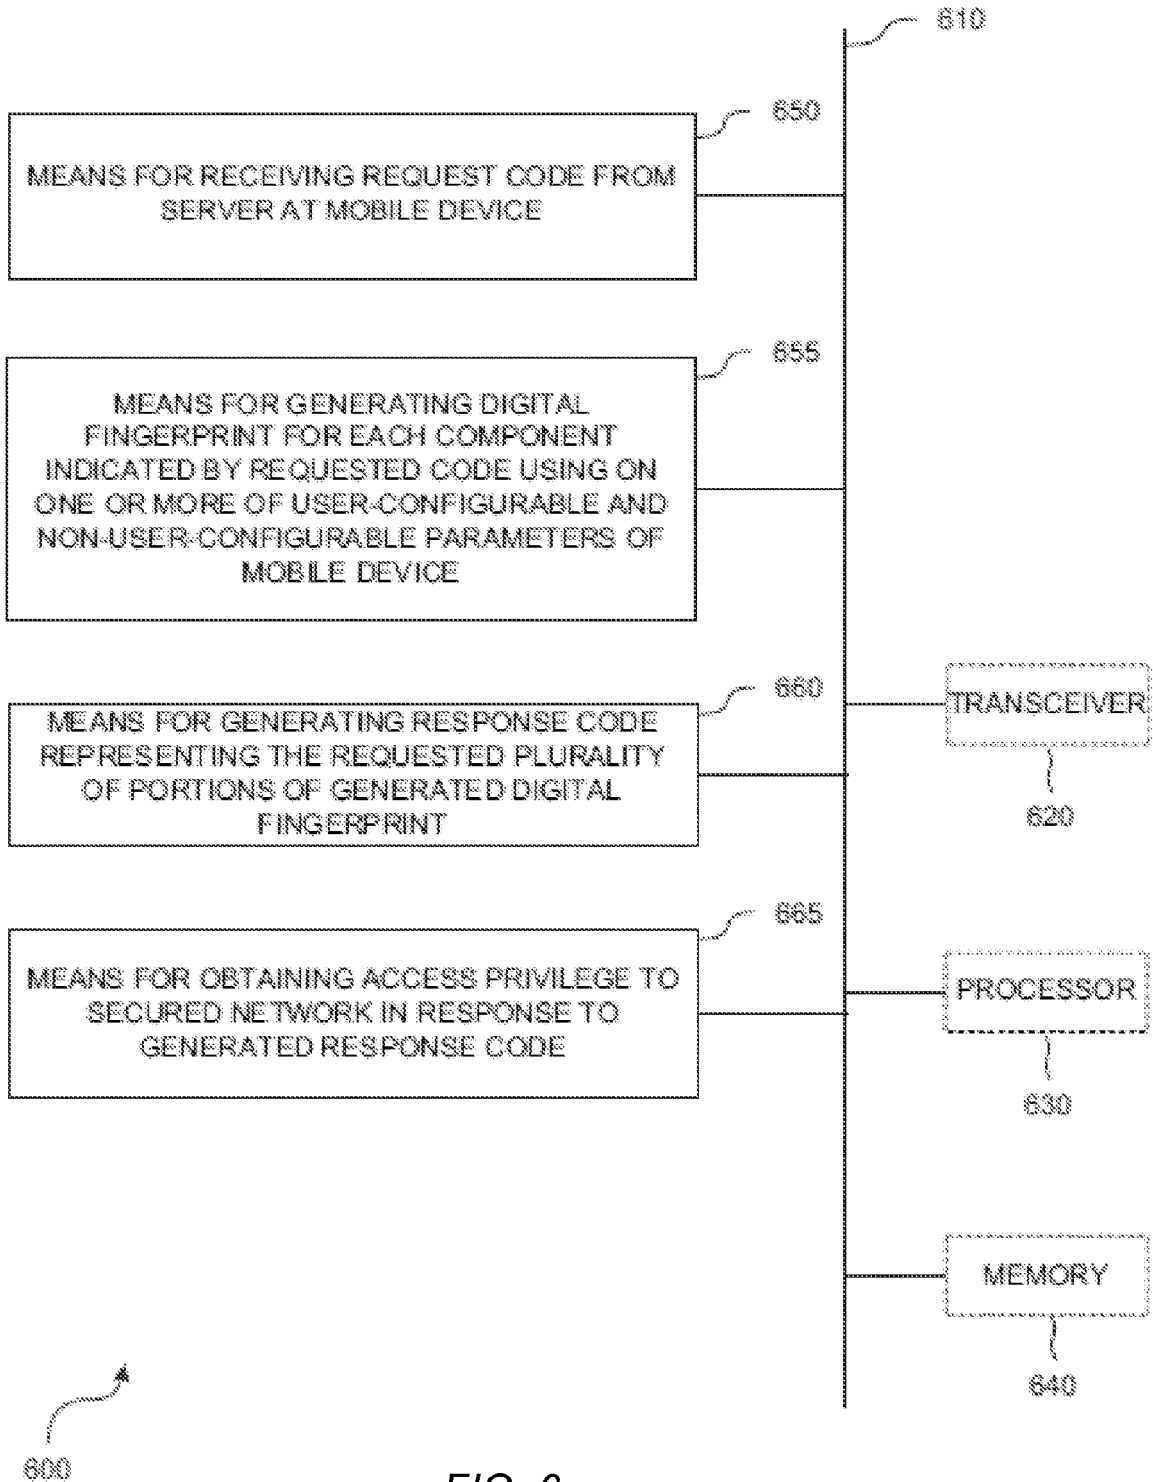 610
650
MEANS FOR RECEIVING REQUEST CODE FROM
SERVER AT MOBILE DEVICE
655
MEANS FOR GENERATING DIGITAL
FINGERPRINT FOR EACH COMPONENT
INDICATED BY REQUESTED CODE USING ON
ONE OR MORE OF USER-CONFIGURABLE AND
NON-USER-CONFIGURABLE PARAMETERS OF
MOBILE DEVICE
660
MEANS FOR GENERATING RESPONSE CODE
REPRESENTING THE REQUESTED PLURALITY
OF PORTIONS OF GENERATED DIGITAL
FINGERPRINT
TRANSCEIVER
620
665
MEANS FOR OBTAINING ACCESS PRIVILEGE TO
SECURED NETWORK IN RESPONSE TO
GENERATED RESPONSE CODE
PROCESSOR
630
MEMORY
640
600
FIG. 6